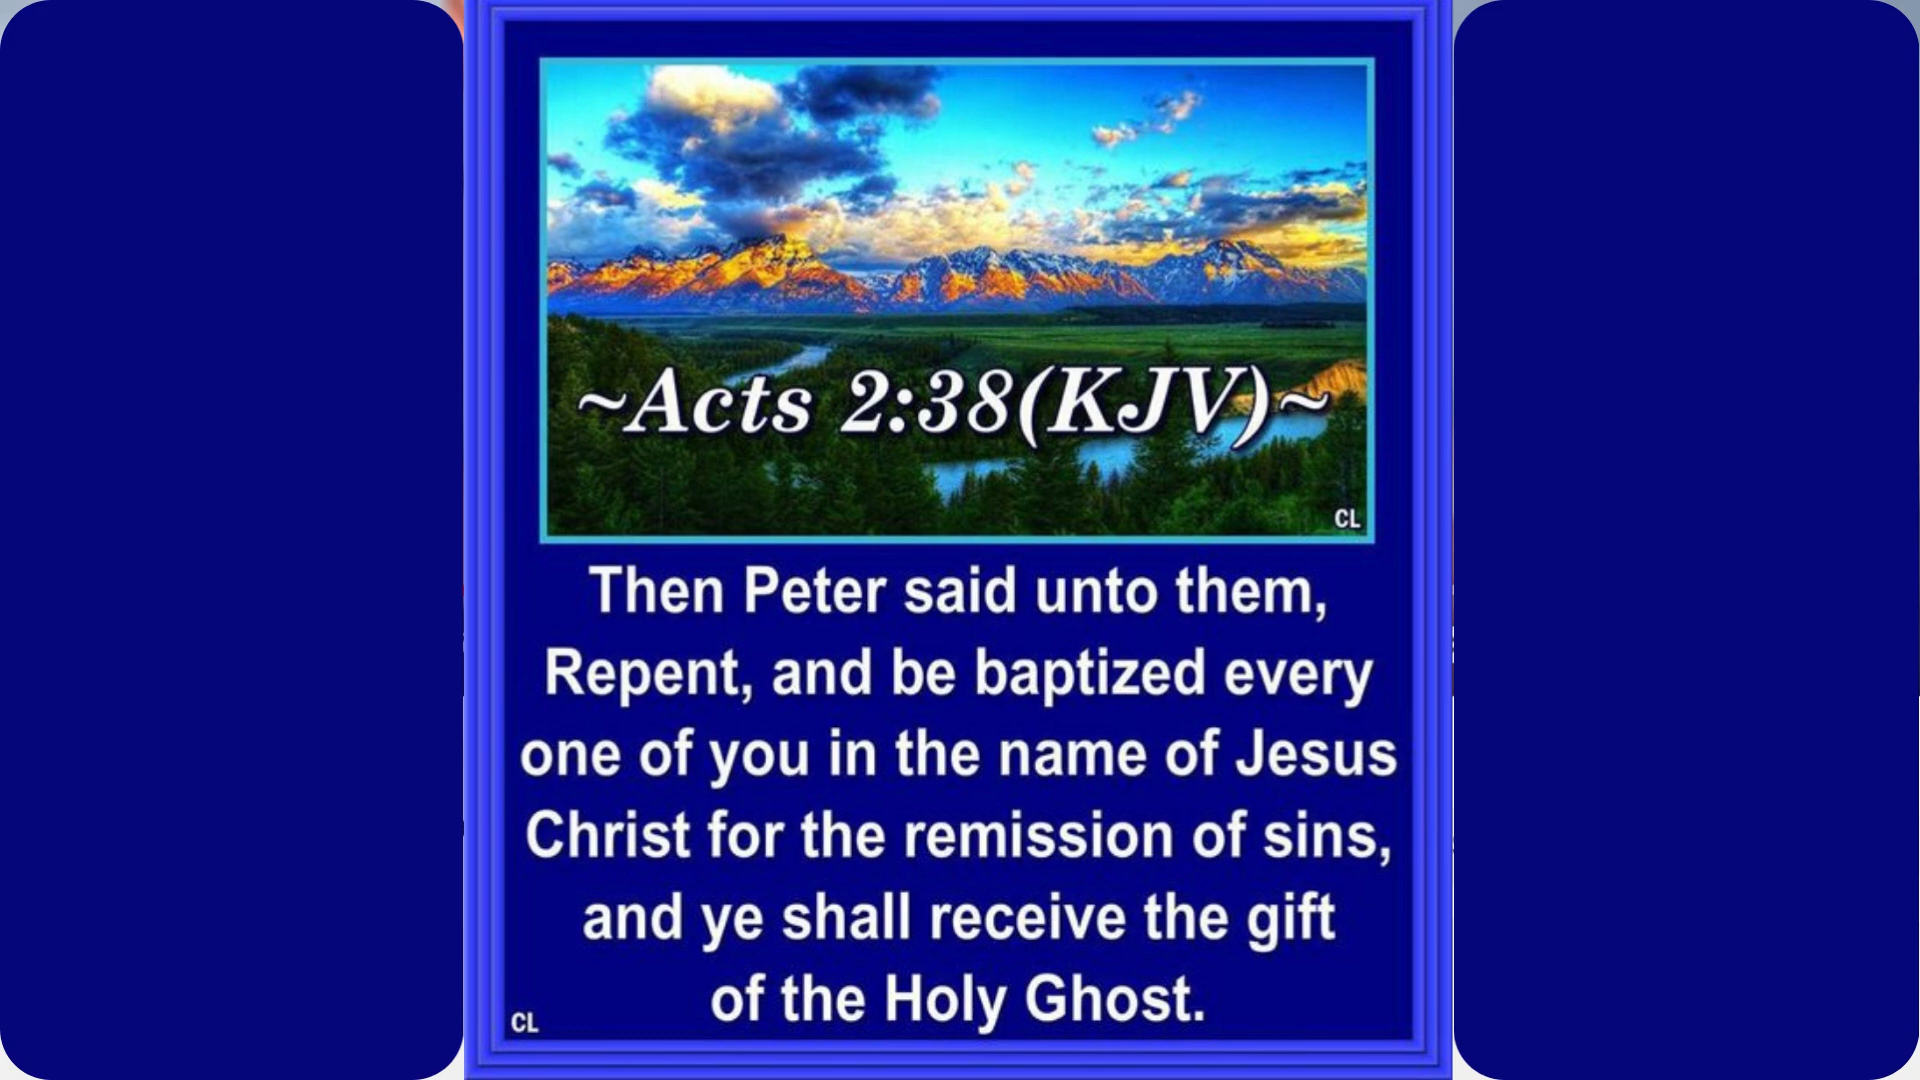 ~Acts 2:38(KJV)~
CL
Then Peter said unto them,
Repent, and be baptized every
one of you in the name of Jesus
Christ for the remission of sins,
and ye shall receive the gift
of the Holy Ghost.
CL